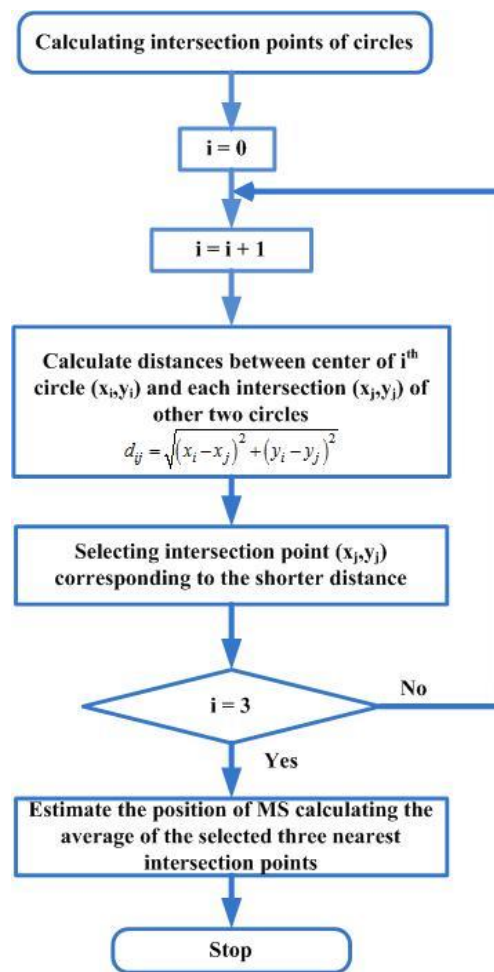 Calculating intersection points of circles
i = 0
i = i + 1
Calculate distances between center of iᵗʰ
circle (xᵢ,yᵢ) and each intersection (xⱼ,yⱼ) of
other two circles
dᵢⱼ = √((xᵢ − xⱼ)² + (yᵢ − yⱼ)²)
Selecting intersection point (xⱼ,yⱼ)
corresponding to the shorter distance
i = 3
No
Yes
Estimate the position of MS calculating the
average of the selected three nearest
intersection points
Stop